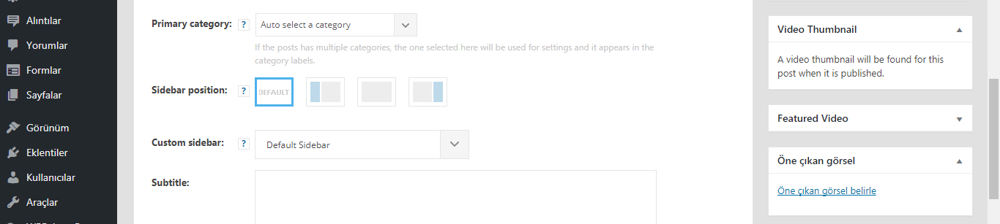 Alıntılar
Yorumlar
Formlar
Sayfalar
Görünüm
Eklentiler
Kullanıcılar
Araçlar
Primary category: ? Auto select a category
If the posts has multiple categories, the one selected here will be used for settings and it appears in the
category labels.
Sidebar position: ? DEFAULT
Custom sidebar: ? Default Sidebar
Subtitle:
Video Thumbnail
A video thumbnail will be found for this
post when it is published.
Featured Video
Öne çıkan görsel
Öne çıkan görsel belirle